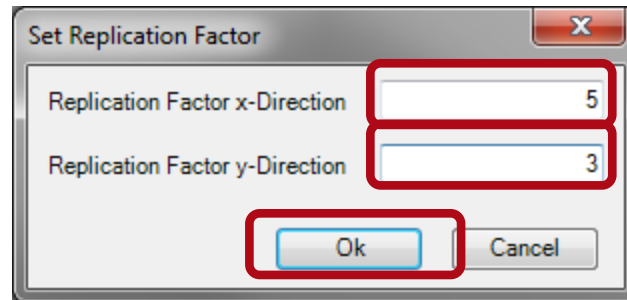 Set Replication Factor
Replication Factor x-Direction 5
Replication Factor y-Direction 3
Ok Cancel